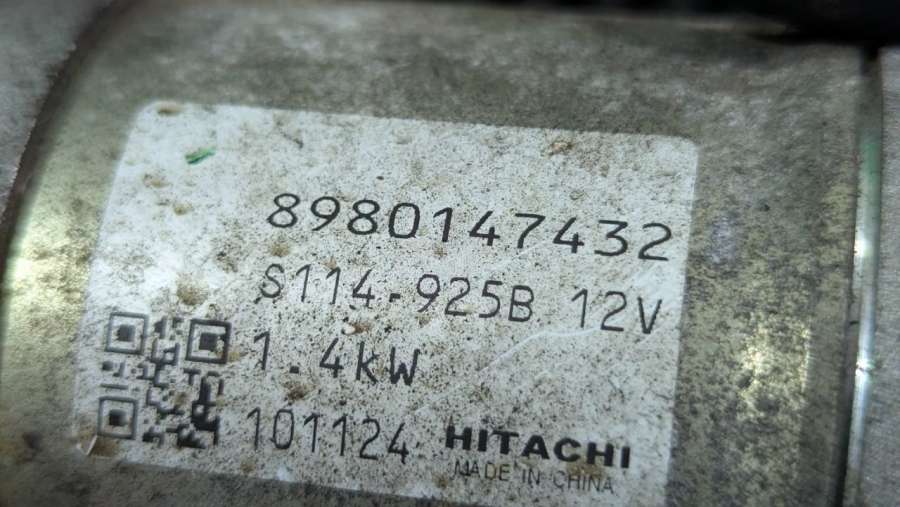 8980147432
S114-925B 12V
1.4kW
101124 HITACHI
MADE IN CHINA